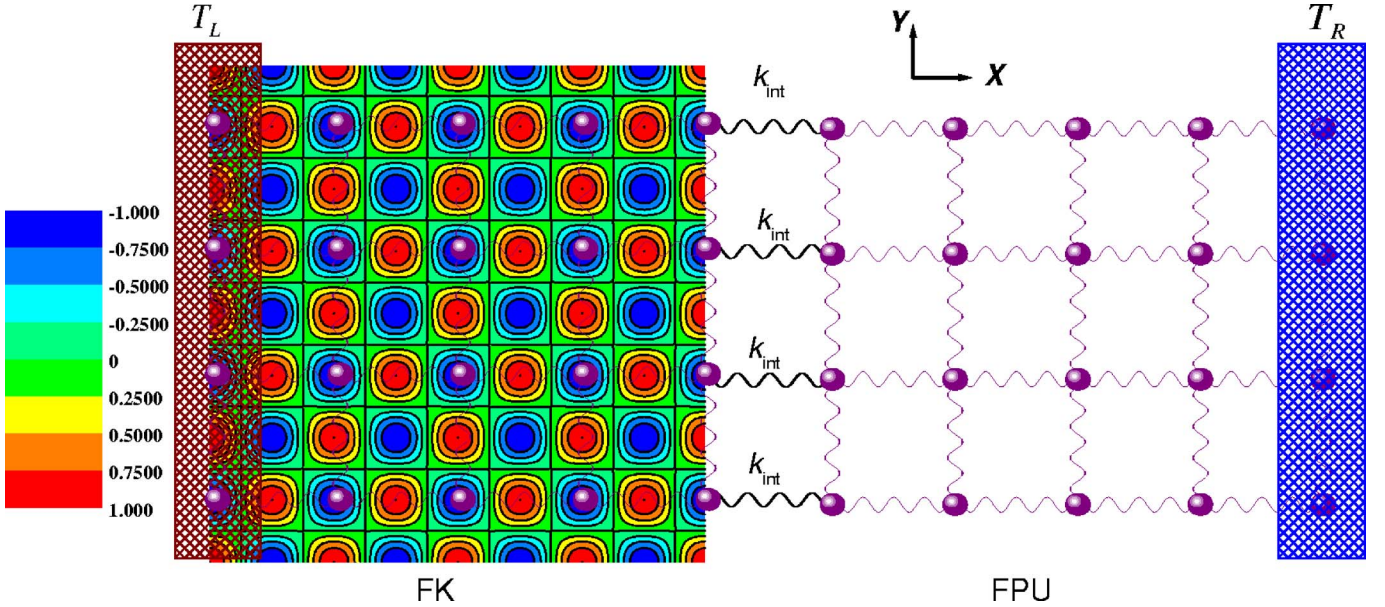 T_L
T_R
Y
X
k_int
k_int
k_int
k_int
-1.000
-0.7500
-0.5000
-0.2500
0
0.2500
0.5000
0.7500
1.000
FK
FPU